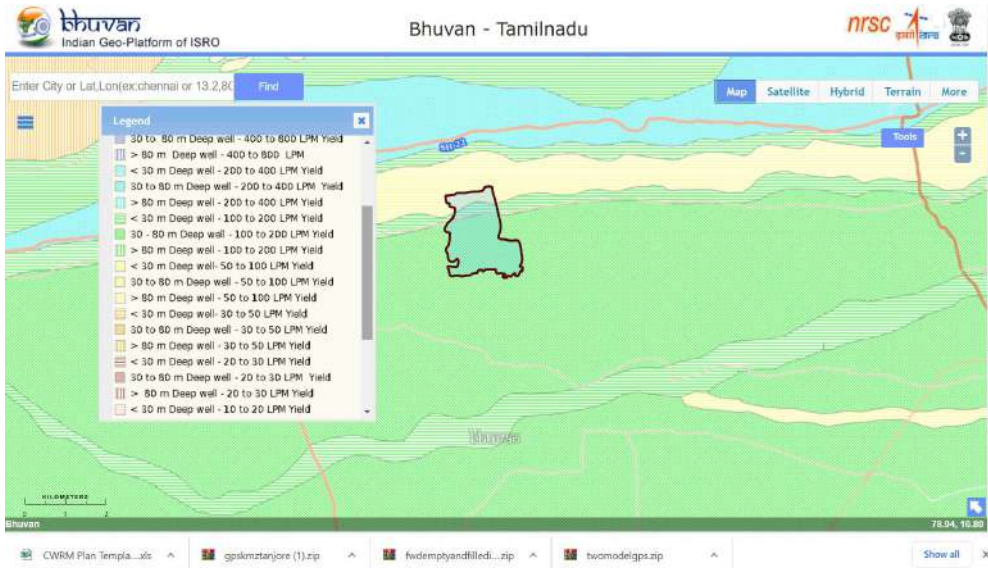 bhuvan
Indian Geo-Platform of ISRO
Bhuvan - Tamilnadu
nrsc
इसरो isro
Enter City or Lat,Lon(ex:chennai or 13.2,80
Find
Map Satellite Hybrid Terrain More
Tools
+
-
Legend
x
30 to 80 m Deep well - 400 to 800 LPM Yield
> 80 m Deep well - 400 to 800 LPM
< 30 m Deep well - 200 to 400 LPM Yield
30 to 80 m Deep well - 200 to 400 LPM Yield
> 80 m Deep well - 200 to 400 LPM Yield
< 30 m Deep well - 100 to 200 LPM Yield
30 - 80 m Deep well - 100 to 200 LPM Yield
> 80 m Deep well - 100 to 200 LPM Yield
< 30 m Deep well- 50 to 100 LPM Yield
30 to 80 m Deep well - 50 to 100 LPM Yield
> 80 m Deep well - 50 to 100 LPM Yield
< 30 m Deep well- 30 to 50 LPM Yield
30 to 80 m Deep well - 30 to 50 LPM Yield
> 80 m Deep well - 30 to 50 LPM Yield
< 30 m Deep well - 20 to 30 LPM Yield
30 to 80 m Deep well - 20 to 30 LPM Yield
> 80 m Deep well - 20 to 30 LPM Yield
< 30 m Deep well - 10 to 20 LPM Yield
KILOMETERS
0 1 2
Bhuvan
78.94, 10.80
CWRM Plan Templa....xls
gpskmztanjore (1).zip
fwdemptyandfilledi....zip
twomodelgps.zip
Show all
x